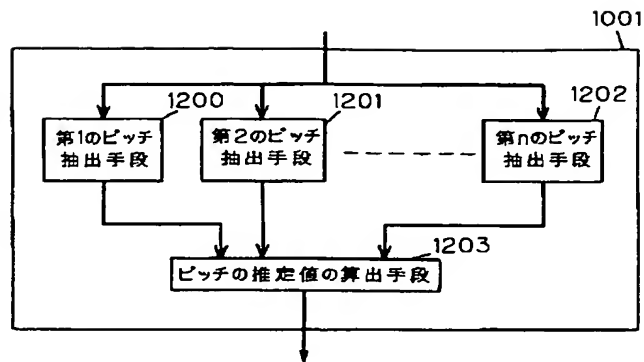 1001
1200
1201
1202
第1のピッチ
抽出手段
第2のピッチ
抽出手段
第nのピッチ
抽出手段
1203
ピッチの推定値の算出手段